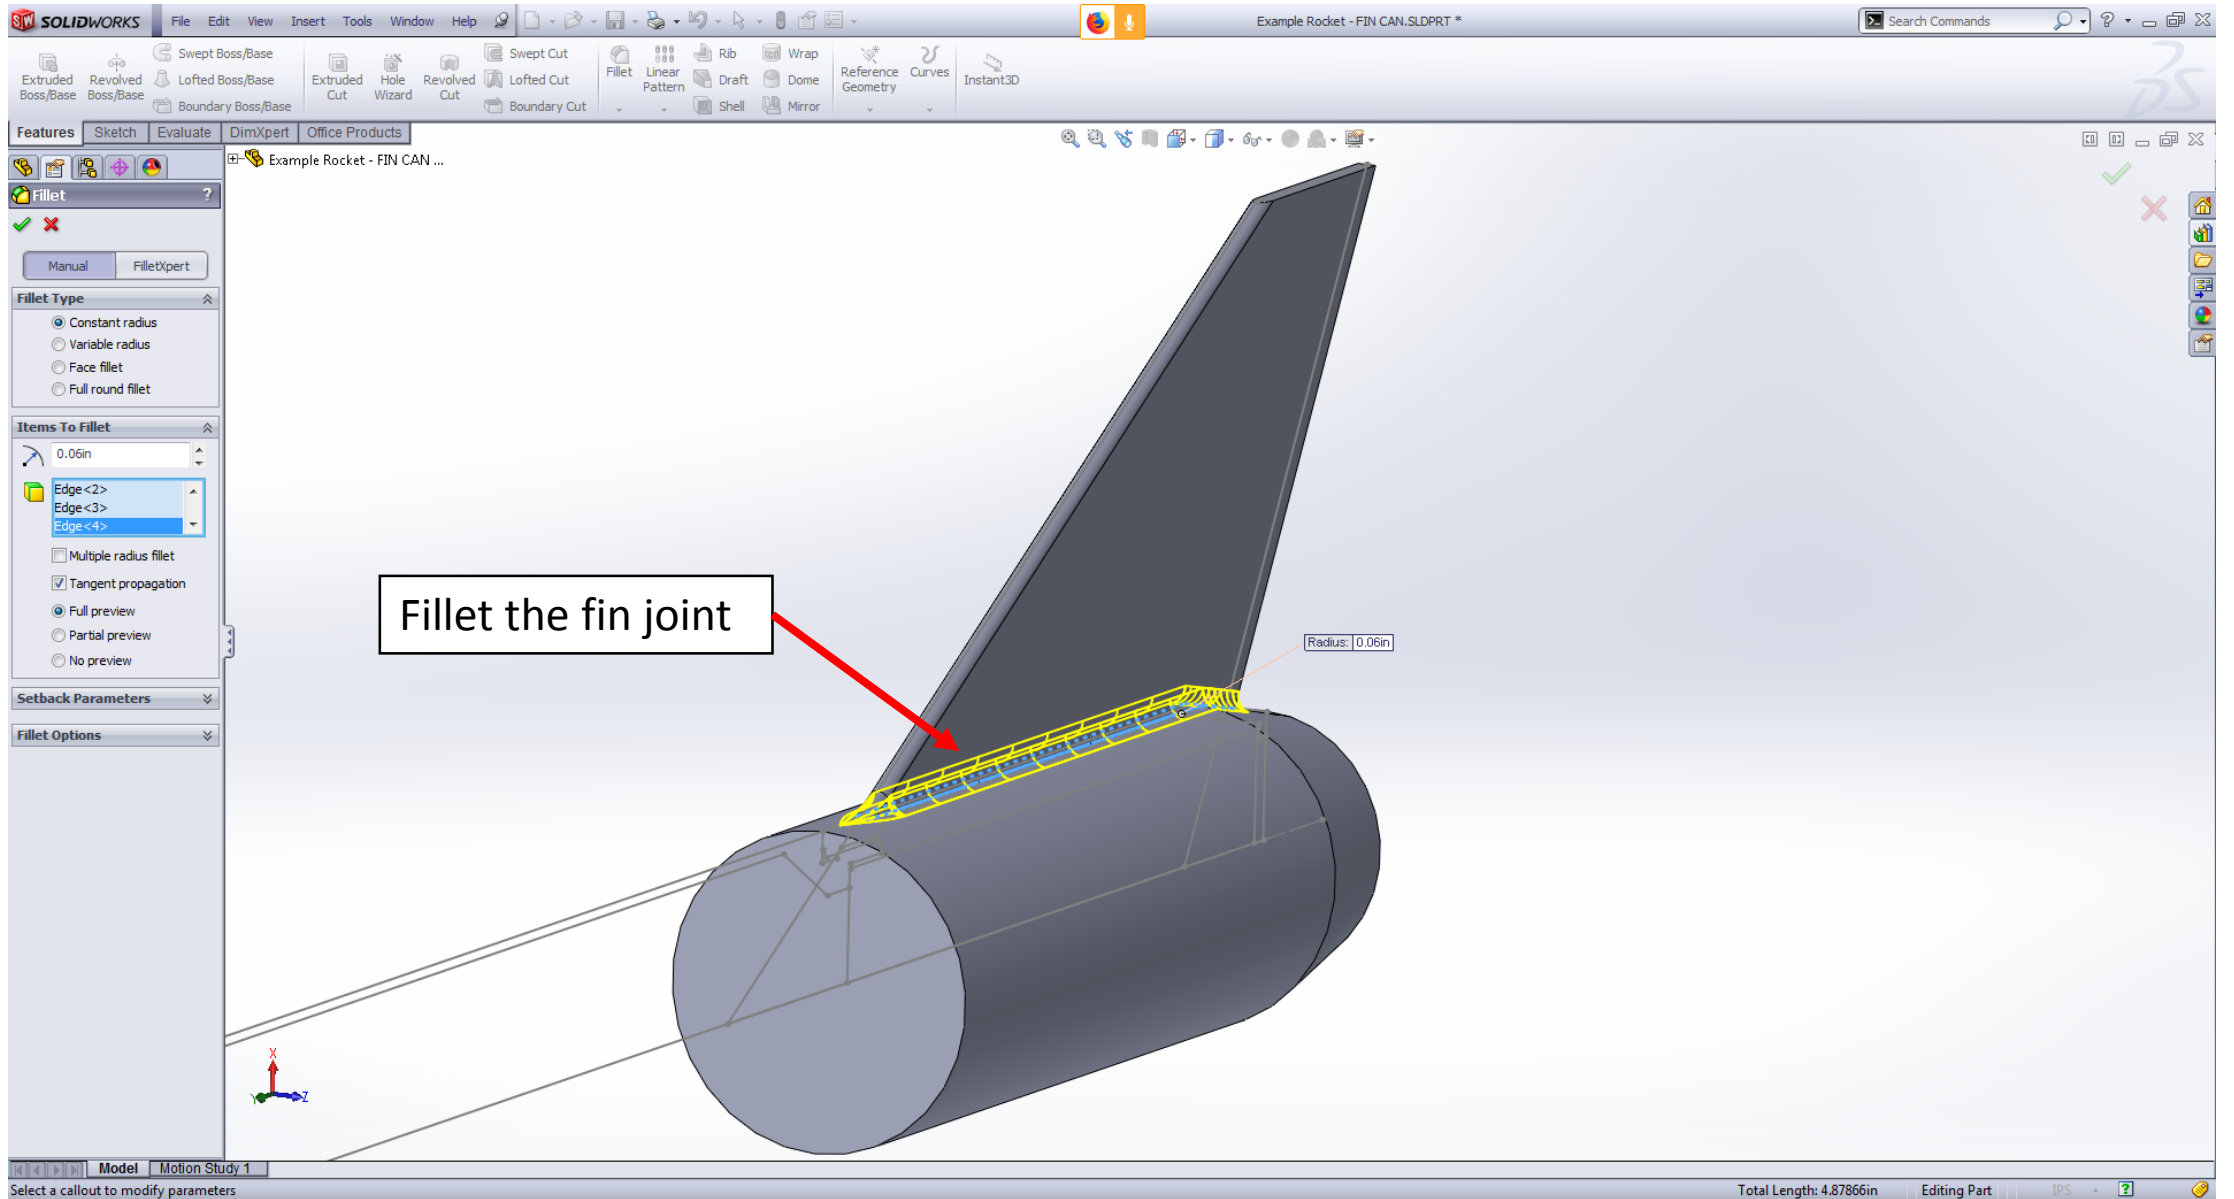 SOLIDWORKS File Edit View Insert Tools Window Help Example Rocket - FIN CAN.SLDPRT * Search Commands
Extruded Boss/Base
Revolved Boss/Base
Swept Boss/Base
Lofted Boss/Base
Boundary Boss/Base
Extruded Cut
Hole Wizard
Revolved Cut
Swept Cut
Lofted Cut
Boundary Cut
Fillet
Linear Pattern
Rib
Draft
Shell
Wrap
Dome
Mirror
Reference Geometry
Curves
Instant3D
Features Sketch Evaluate DimXpert Office Products
Example Rocket - FIN CAN ...
Fillet ?
Manual FilletXpert
Fillet Type
Constant radius
Variable radius
Face fillet
Full round fillet
Items To Fillet
0.06in
Edge<2>
Edge<3>
Edge<4>
Multiple radius fillet
Tangent propagation
Full preview
Partial preview
No preview
Setback Parameters
Fillet Options
Fillet the fin joint
Radius: 0.06in
X
Y
Z
Model Motion Study 1
Select a callout to modify parameters Total Length: 4.87866in Editing Part IPS